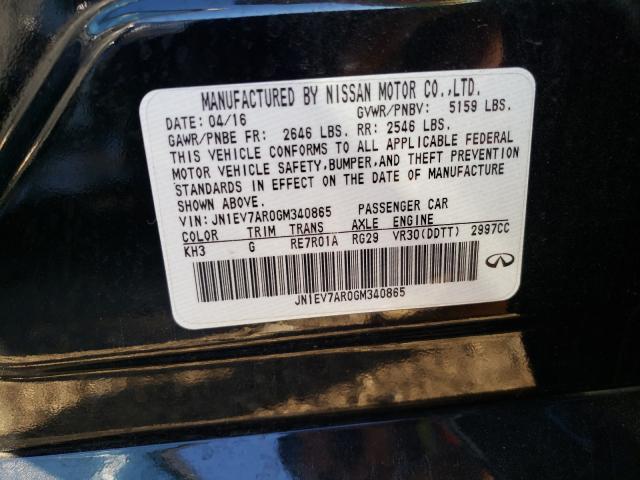 MANUFACTURED BY NISSAN MOTOR CO.,LTD.
DATE: 04/16 GVWR/PNBV: 5159 LBS.
GAWR/PNBE FR: 2646 LBS. RR: 2546 LBS.
THIS VEHICLE CONFORMS TO ALL APPLICABLE FEDERAL
MOTOR VEHICLE SAFETY, BUMPER, AND THEFT PREVENTION
STANDARDS IN EFFECT ON THE DATE OF MANUFACTURE
SHOWN ABOVE.
VIN: JN1EV7AR0GM340865 PASSENGER CAR
COLOR TRIM TRANS AXLE ENGINE
KH3 G RE7R01A RG29 VR30(DDTT) 2997CC
JN1EV7AR0GM340865